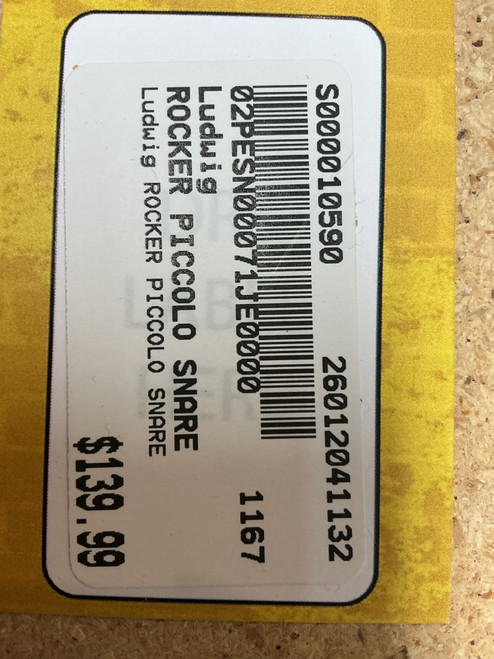 S000010590 26012041132
02PESN00071JE0000 1167
Ludwig
ROCKER PICCOLO SNARE
Ludwig ROCKER PICCOLO SNARE
$139.99